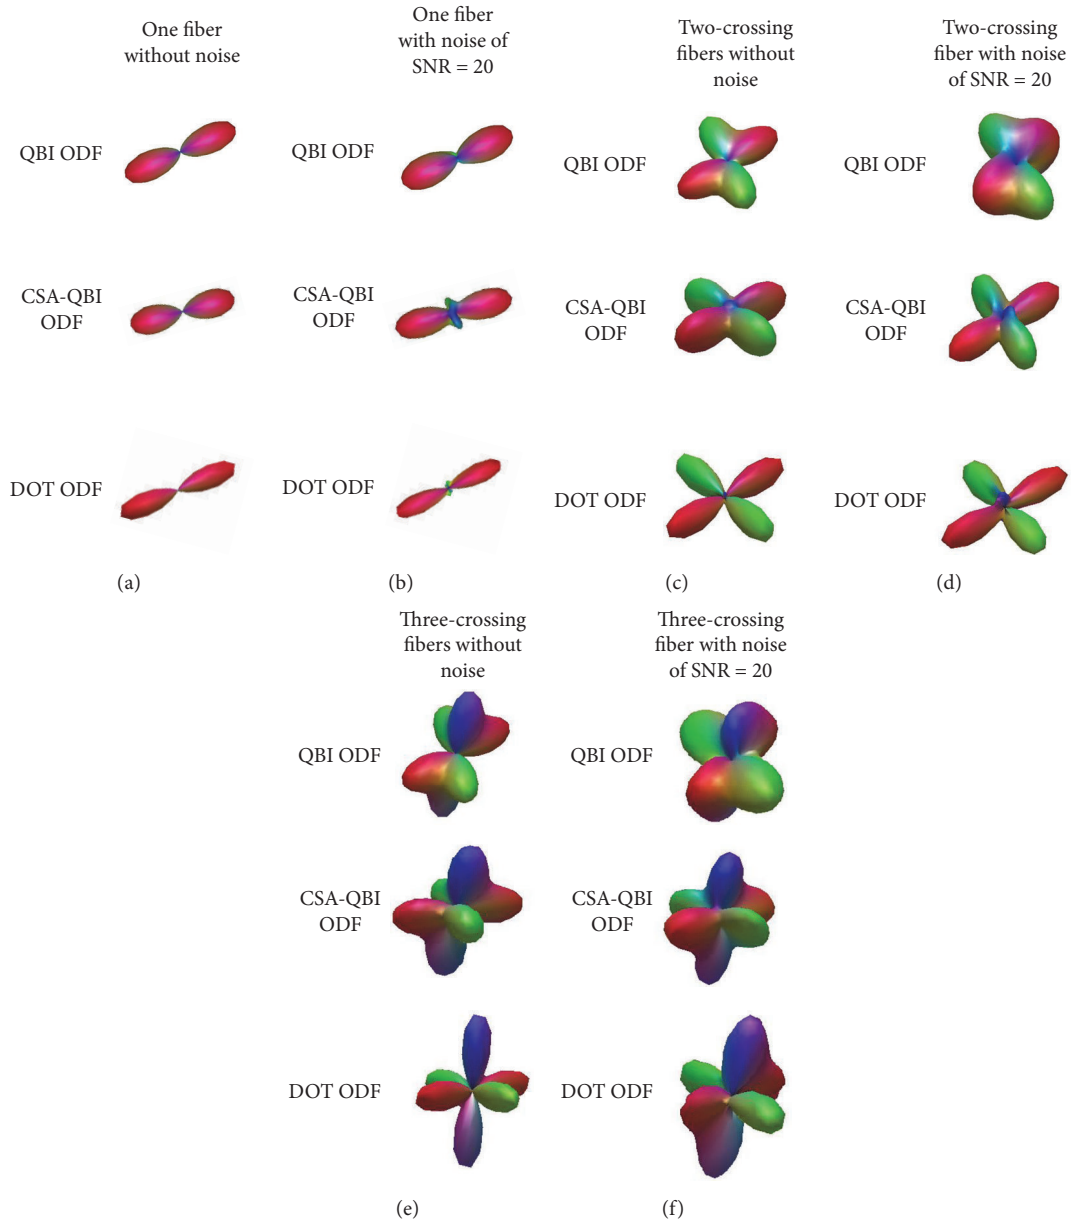 One fiber
without noise
QBI ODF
CSA-QBI
ODF
DOT ODF
(a)
One fiber
with noise of
SNR = 20
QBI ODF
CSA-QBI
ODF
DOT ODF
(b)
Two-crossing
fibers without
noise
QBI ODF
CSA-QBI
ODF
DOT ODF
(c)
Two-crossing
fiber with noise
of SNR = 20
QBI ODF
CSA-QBI
ODF
DOT ODF
(d)
Three-crossing
fibers without
noise
QBI ODF
CSA-QBI
ODF
DOT ODF
(e)
Three-crossing
fiber with noise
of SNR = 20
QBI ODF
CSA-QBI
ODF
DOT ODF
(f)